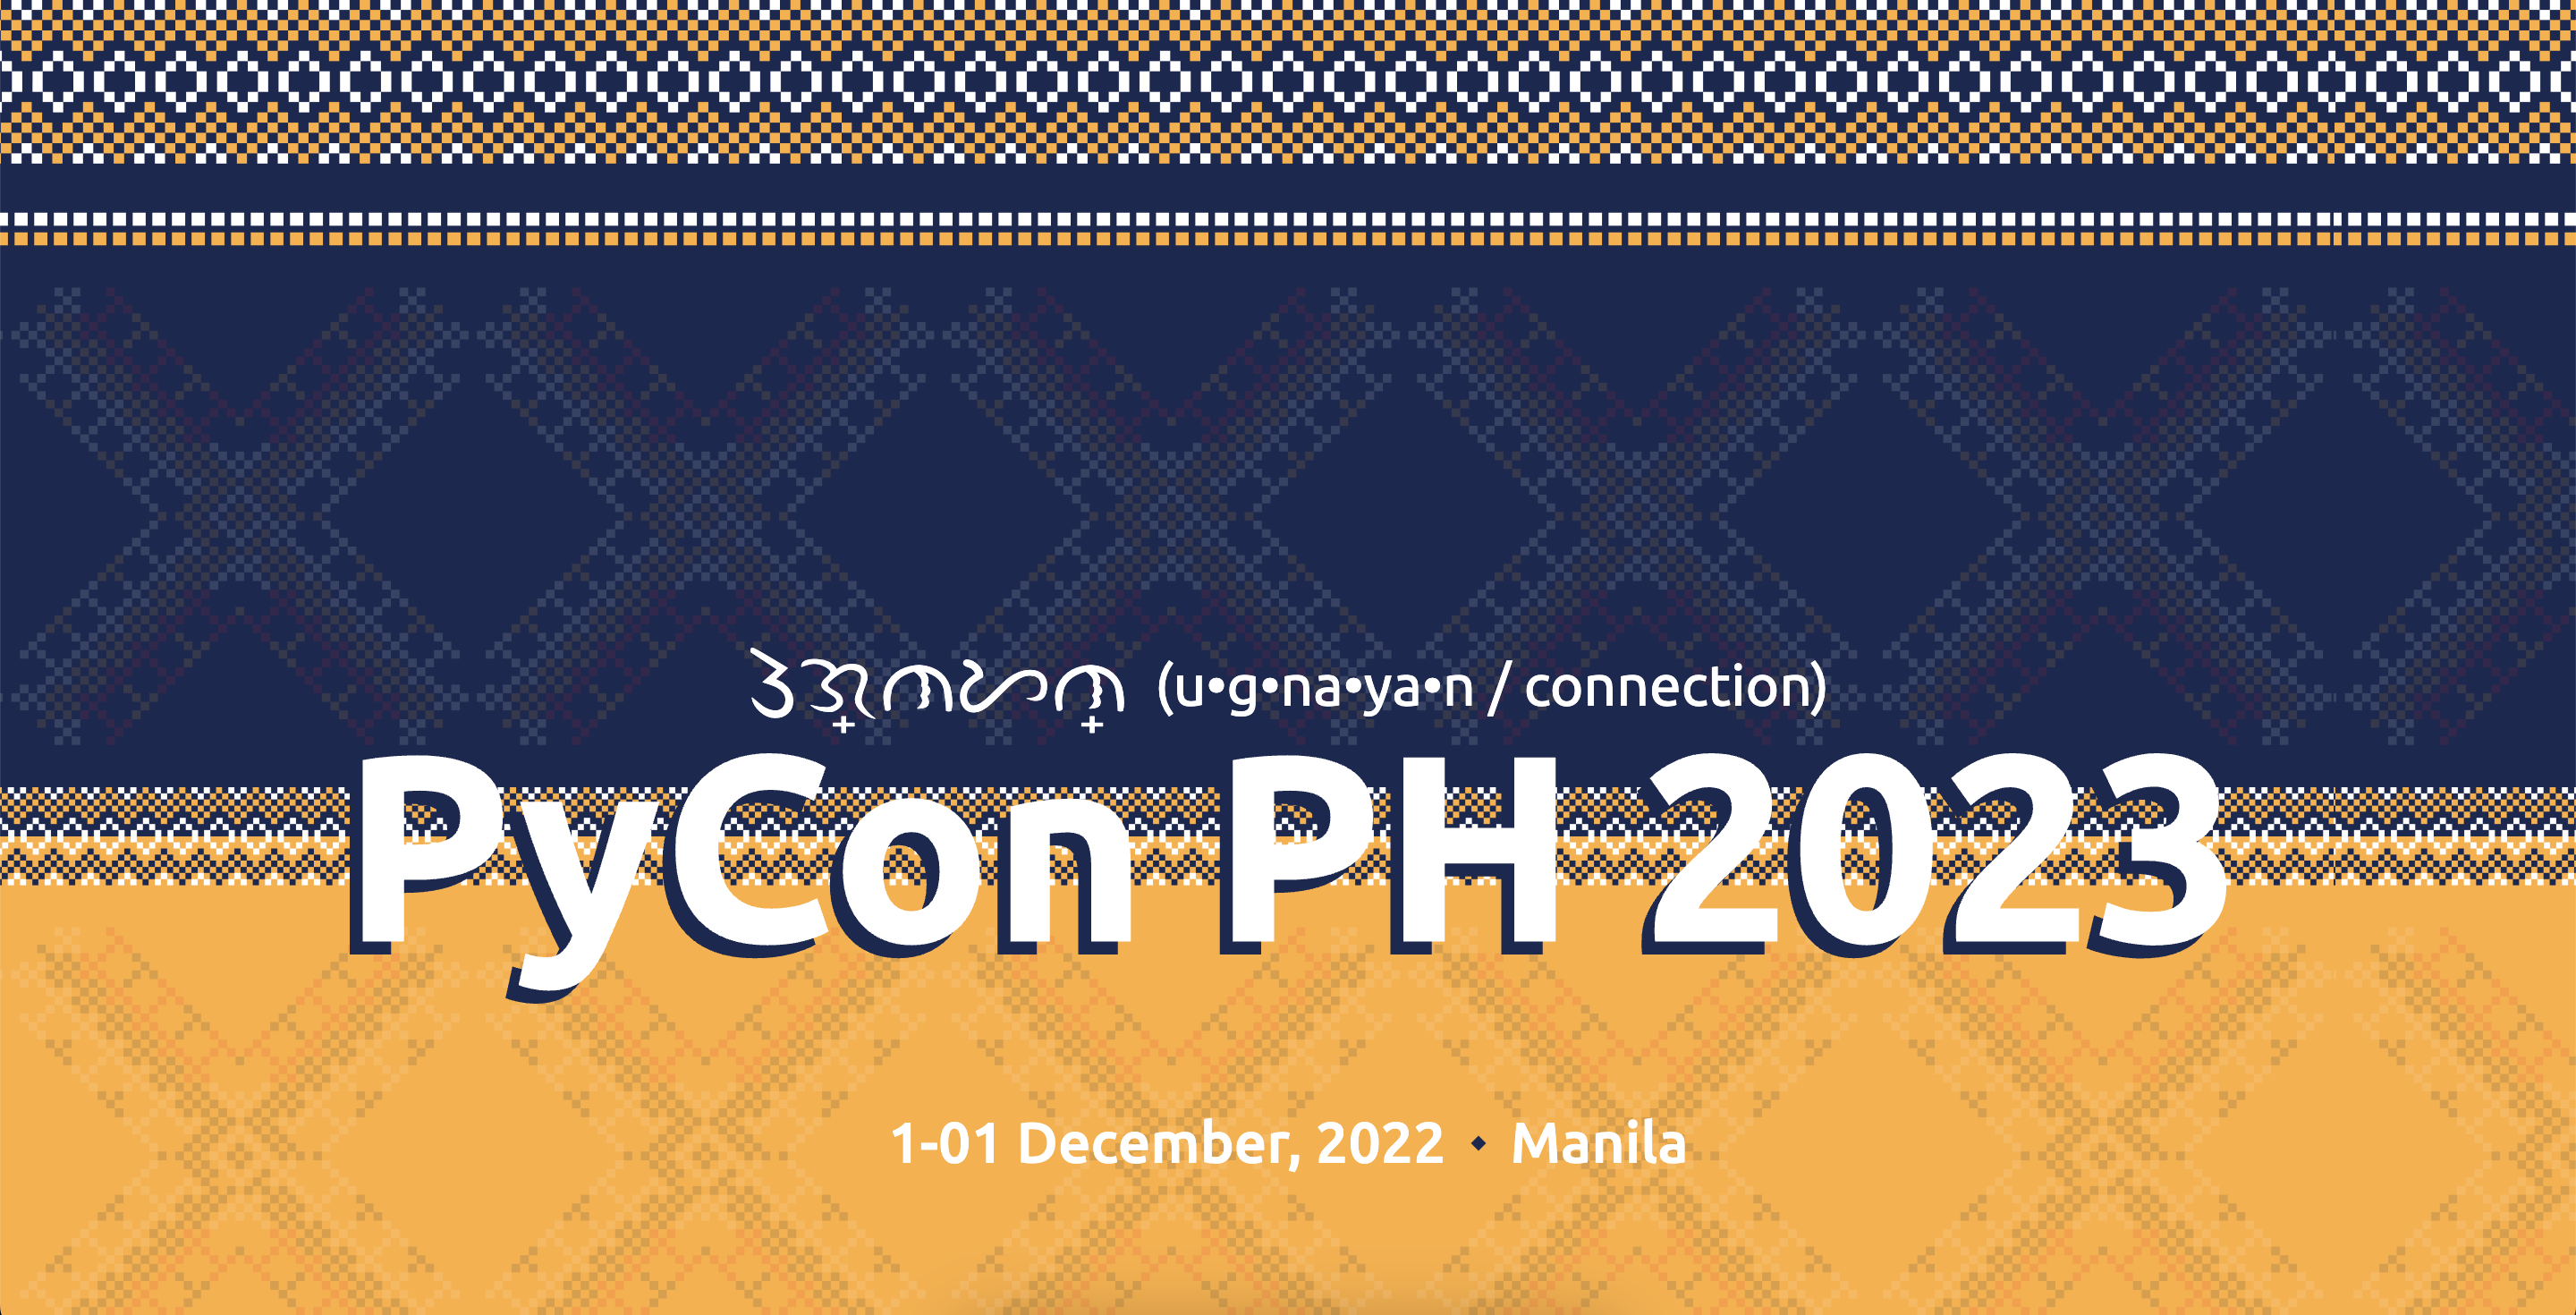 ᜂᜄ᜔ᜈᜌᜈ᜔ (u•g•na•ya•n / connection)
PyCon PH 2023
1-01 December, 2022 ◆ Manila